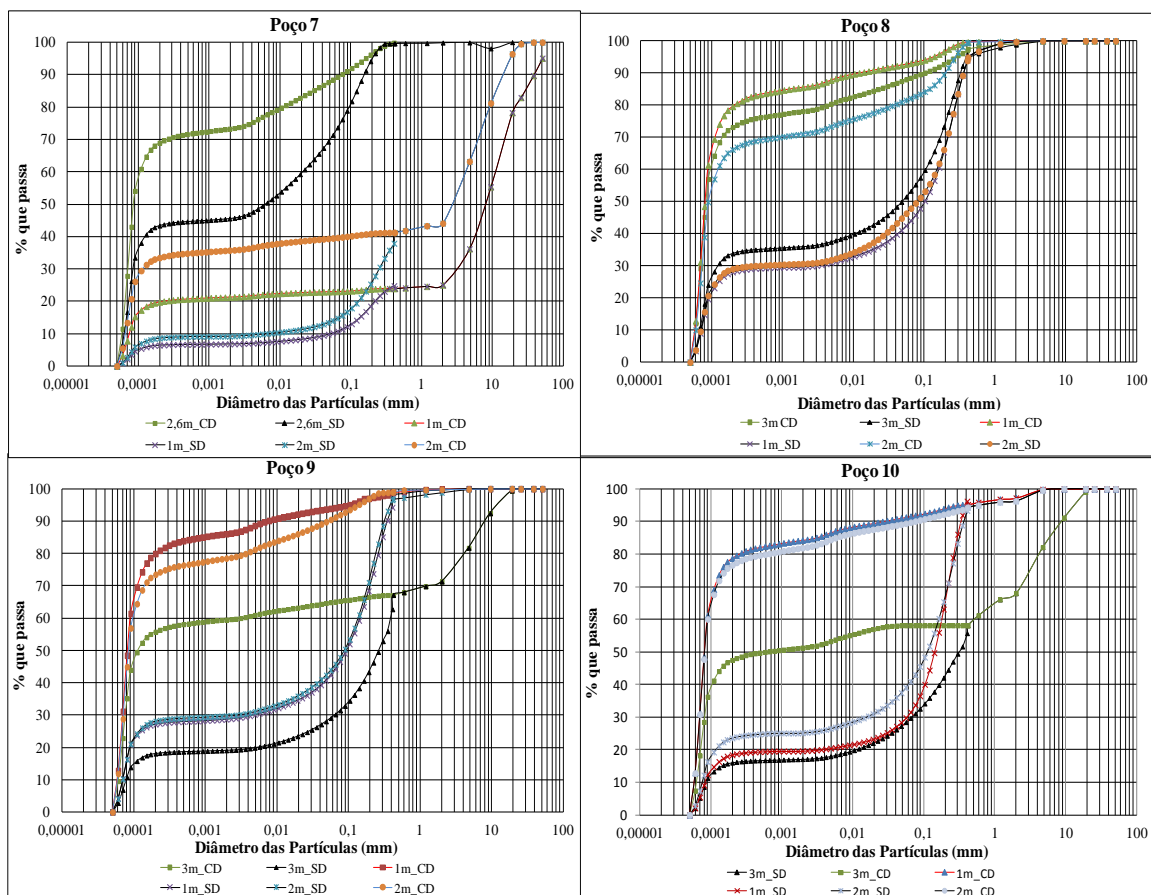 Poço 7
% que passa
100
90
80
70
60
50
40
30
20
10
0
0,00001 0,0001 0,001 0,01 0,1 1 10 100
Diâmetro das Partículas (mm)
2,6m_CD 2,6m_SD 1m_CD
1m_SD 2m_SD 2m_CD
Poço 8
% que passa
100
90
80
70
60
50
40
30
20
10
0
0,00001 0,0001 0,001 0,01 0,1 1 10 100
Diâmetro das Partículas (mm)
3m CD 3m_SD 1m_CD
1m_SD 2m_CD 2m_SD
Poço 9
% que passa
100
90
80
70
60
50
40
30
20
10
0
0,00001 0,0001 0,001 0,01 0,1 1 10 100
Diâmetro das Partículas (mm)
3m_CD 3m_SD 1m_CD
1m_SD 2m_SD 2m_CD
Poço 10
% que passa
100
90
80
70
60
50
40
30
20
10
0
0,00001 0,0001 0,001 0,01 0,1 1 10 100
Diâmetro das Partículas (mm)
3m_SD 3m_CD 1m_CD
1m_SD 2m_SD 2m_CD